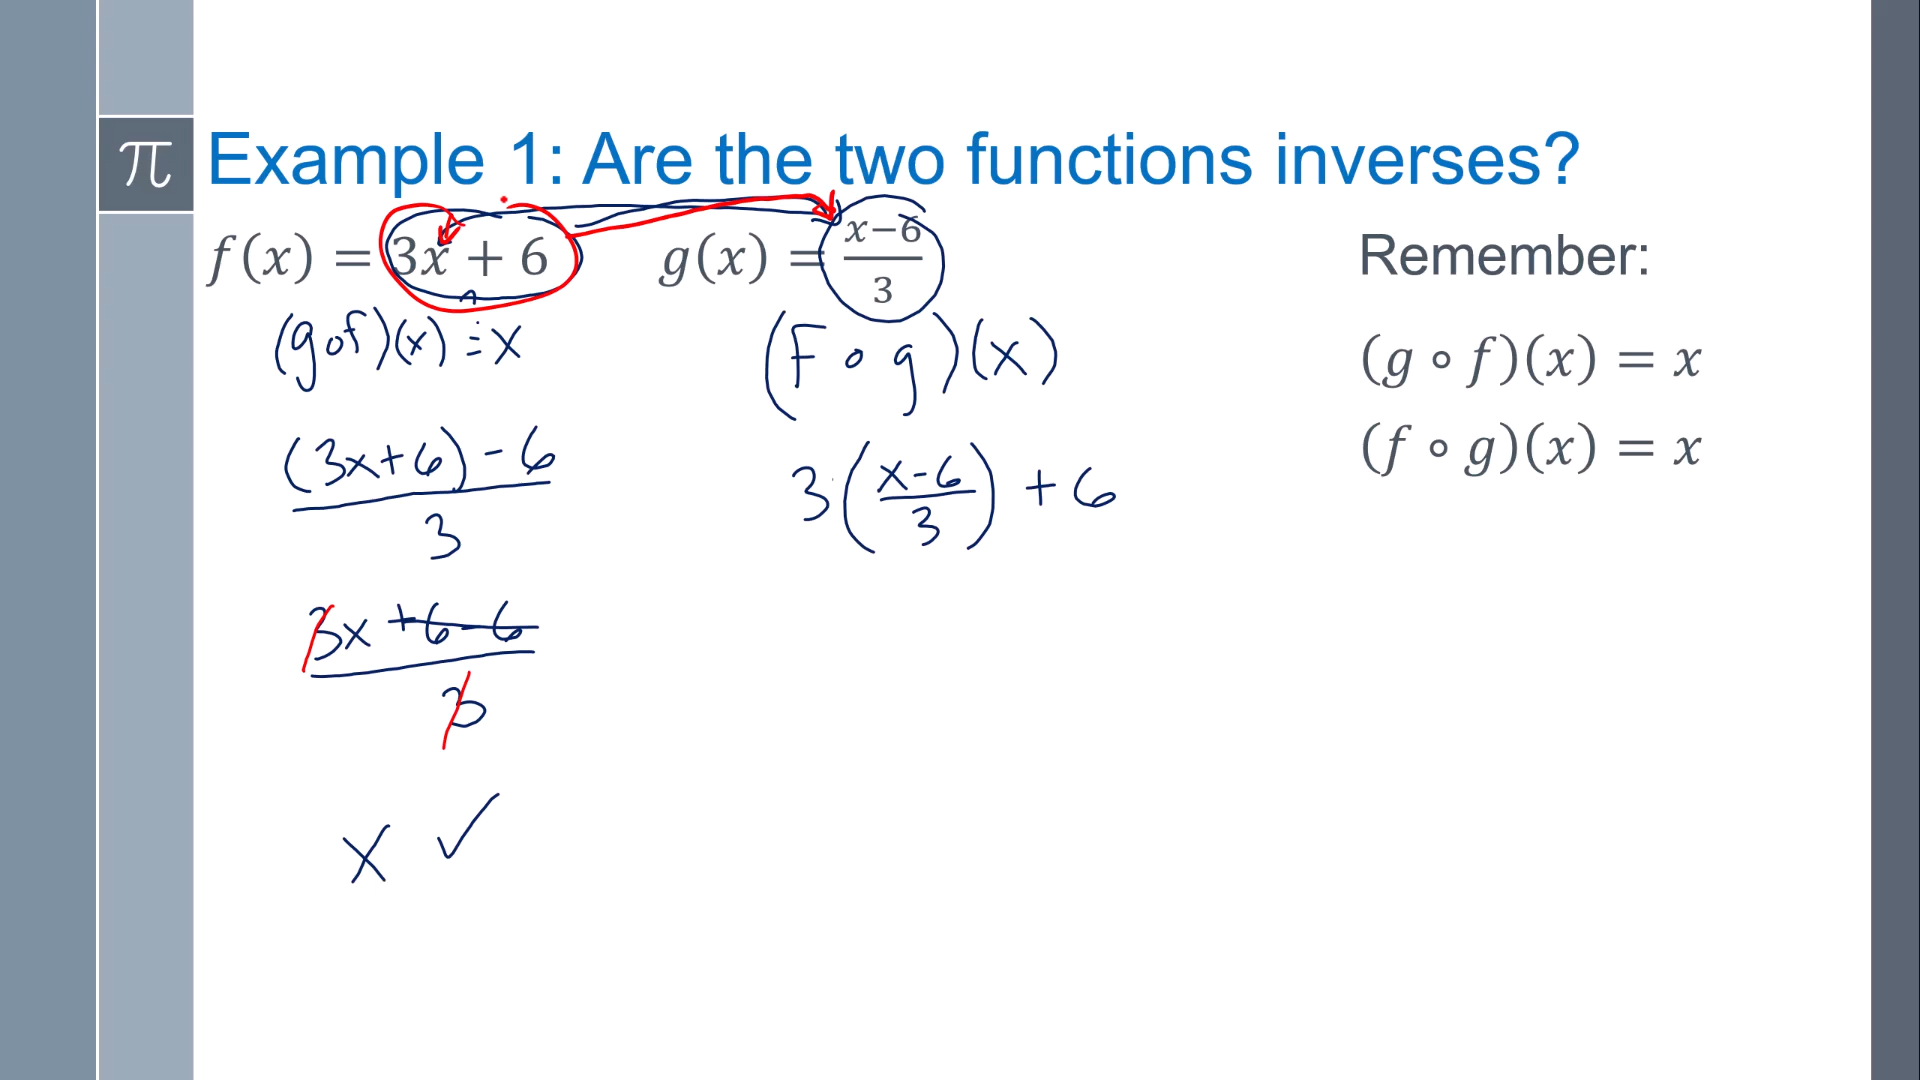 π
Example 1: Are the two functions inverses?
f(x) = 3x + 6
g(x) = x−6 / 3
Remember:
(g ∘ f)(x) = x
(f ∘ g)(x) = x
(g∘f)(x) = x
(3x+6) - 6 / 3
3x +6 - 6 / 3
x ✓
(F ∘ g)(x)
3(x-6 / 3) + 6